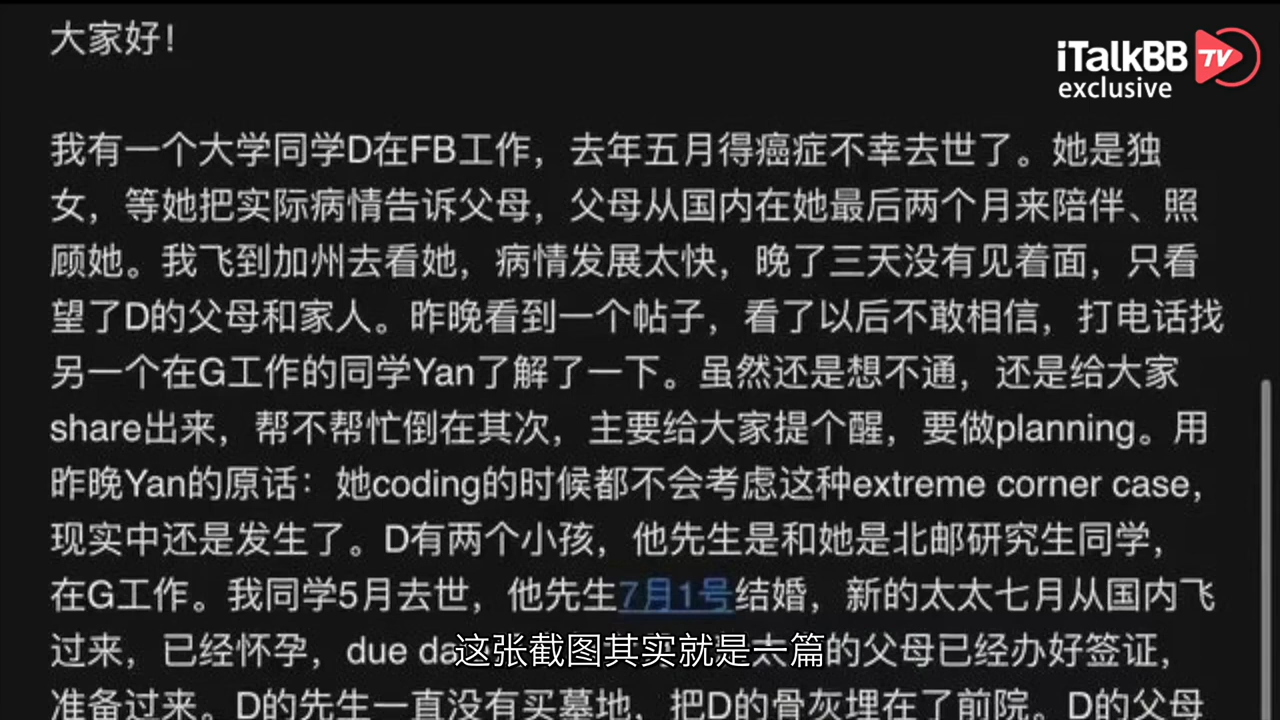 大家好！
iTalkBB TV
exclusive
我有一个大学同学D在FB工作，去年五月得癌症不幸去世了。她是独
女，等她把实际病情告诉父母，父母从国内在她最后两个月来陪伴、照
顾她。我飞到加州去看她，病情发展太快，晚了三天没有见着面，只看
望了D的父母和家人。昨晚看到一个帖子，看了以后不敢相信，打电话找
另一个在G工作的同学Yan了解了一下。虽然还是想不通，还是给大家
share出来，帮不帮忙倒在其次，主要给大家提个醒，要做planning。用
昨晚Yan的原话：她coding的时候都不会考虑这种extreme corner case，
现实中还是发生了。D有两个小孩，他先生是和她是北邮研究生同学，
在G工作。我同学5月去世，他先生7月1号结婚，新的太太七月从国内飞
过来，已经怀孕，due da
这张截图其实就是一篇
的父母已经办好签证，
准备过来。D的先生一直没有买墓地，把D的骨灰埋在了前院。D的父母